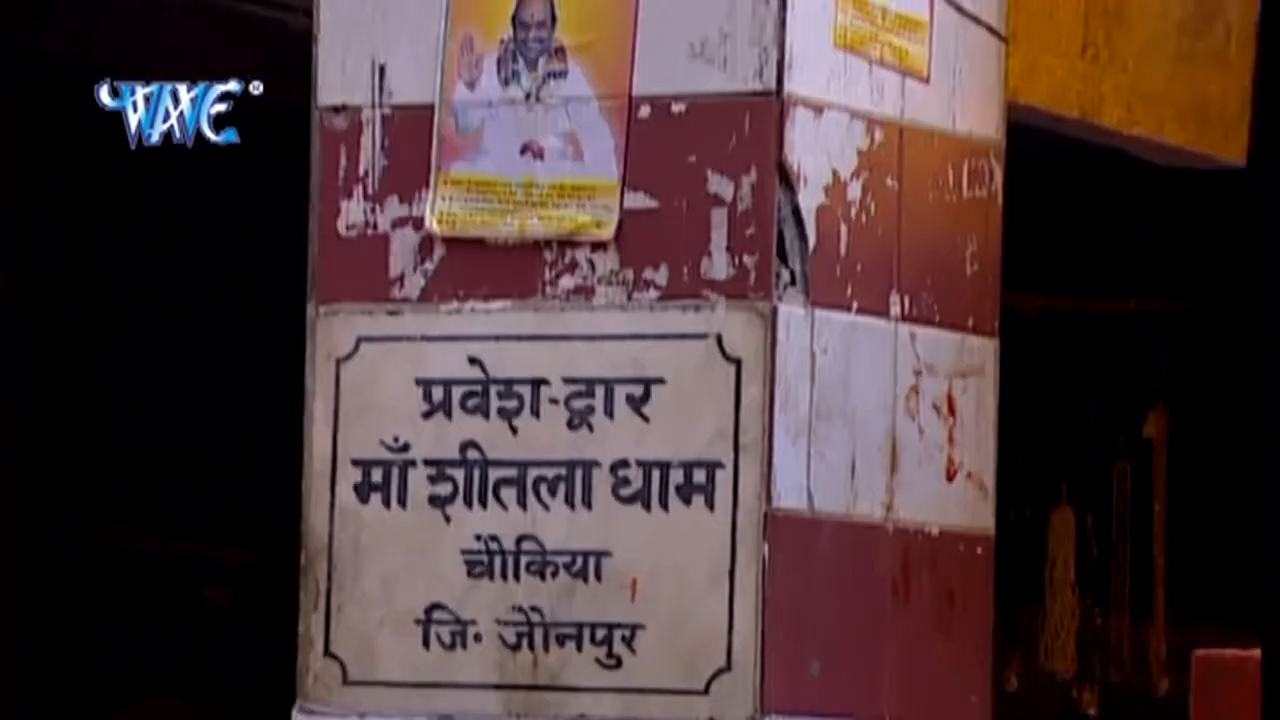 WAVE
प्रवेश-द्वार
माँ शीतला धाम
चौकिया
जि॰ जौनपुर